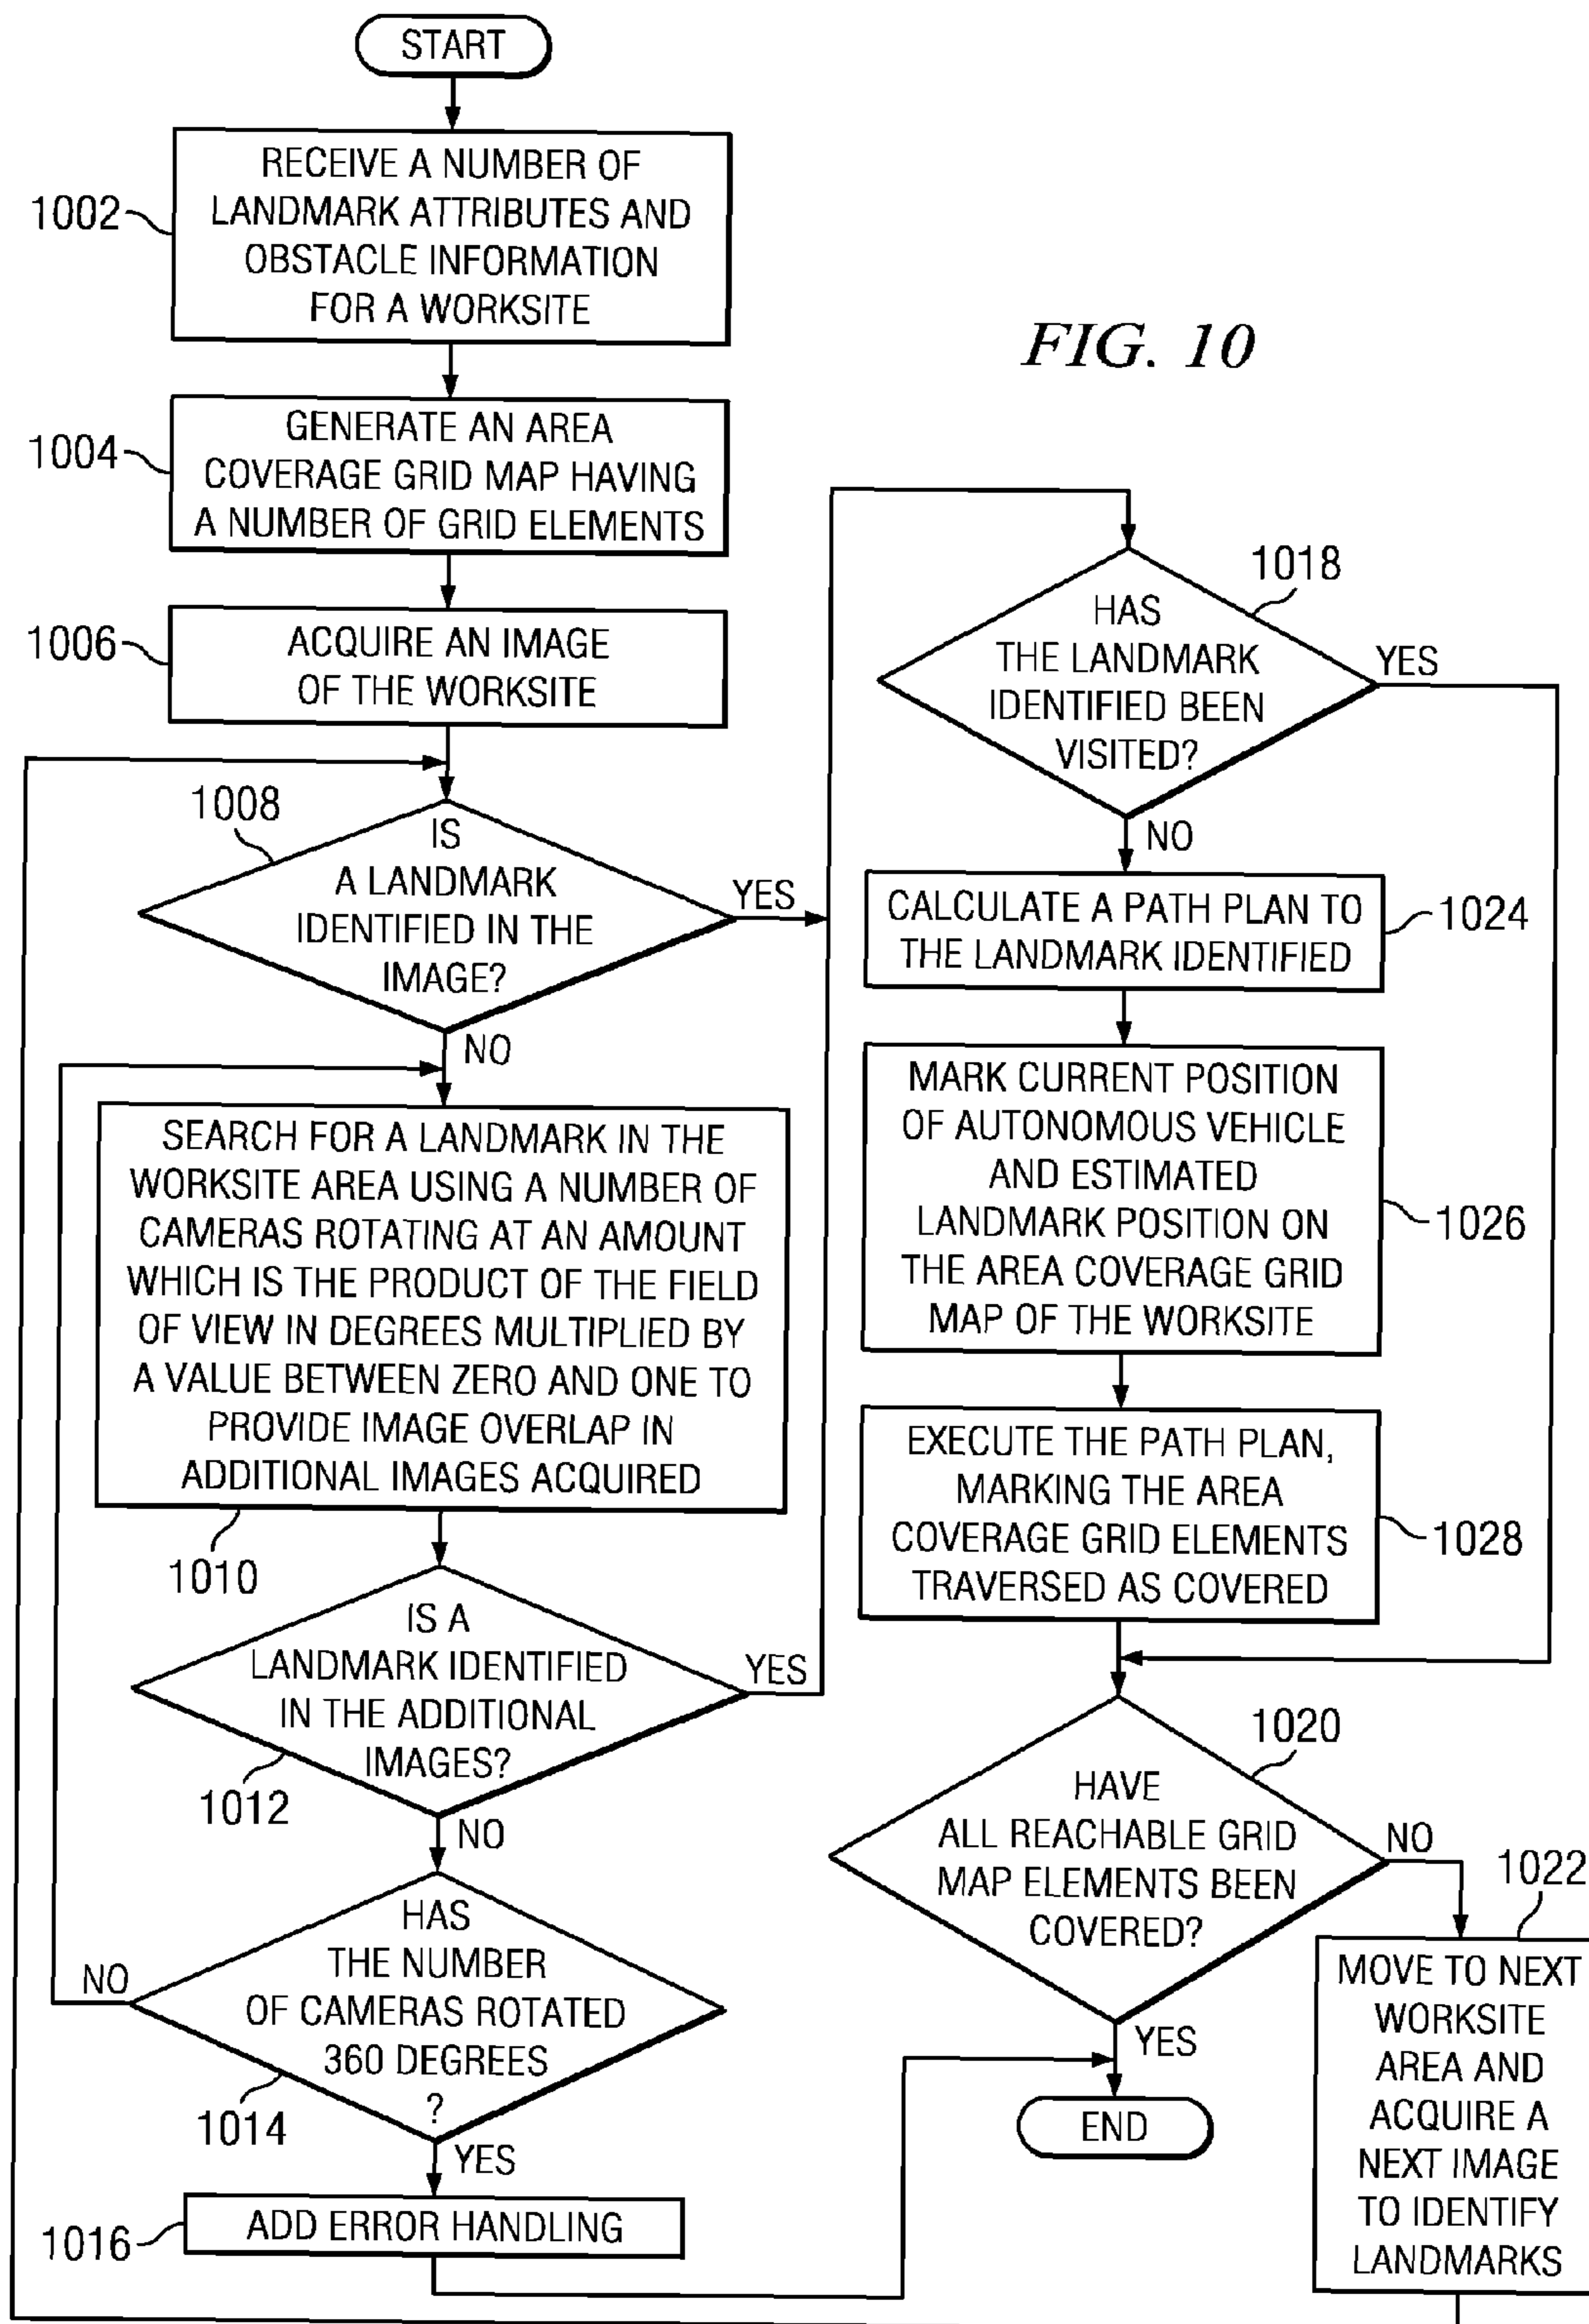 START
RECEIVE A NUMBER OF
LANDMARK ATTRIBUTES AND
OBSTACLE INFORMATION
FOR A WORKSITE
1002
FIG. 10
GENERATE AN AREA
COVERAGE GRID MAP HAVING
A NUMBER OF GRID ELEMENTS
1004
ACQUIRE AN IMAGE
OF THE WORKSITE
1006
1008
IS
A LANDMARK
IDENTIFIED IN THE
IMAGE?
YES
NO
SEARCH FOR A LANDMARK IN THE
WORKSITE AREA USING A NUMBER OF
CAMERAS ROTATING AT AN AMOUNT
WHICH IS THE PRODUCT OF THE FIELD
OF VIEW IN DEGREES MULTIPLIED BY
A VALUE BETWEEN ZERO AND ONE TO
PROVIDE IMAGE OVERLAP IN
ADDITIONAL IMAGES ACQUIRED
1010
IS A
LANDMARK IDENTIFIED
IN THE ADDITIONAL
IMAGES?
YES
1012
NO
HAS
THE NUMBER
OF CAMERAS ROTATED
360 DEGREES
?
NO
1014
YES
ADD ERROR HANDLING
1016
1018
HAS
THE LANDMARK
IDENTIFIED BEEN
VISITED?
YES
NO
CALCULATE A PATH PLAN TO
THE LANDMARK IDENTIFIED
1024
MARK CURRENT POSITION
OF AUTONOMOUS VEHICLE
AND ESTIMATED
LANDMARK POSITION ON
THE AREA COVERAGE GRID
MAP OF THE WORKSITE
1026
EXECUTE THE PATH PLAN,
MARKING THE AREA
COVERAGE GRID ELEMENTS
TRAVERSED AS COVERED
1028
1020
HAVE
ALL REACHABLE GRID
MAP ELEMENTS BEEN
COVERED?
NO
YES
END
1022
MOVE TO NEXT
WORKSITE
AREA AND
ACQUIRE A
NEXT IMAGE
TO IDENTIFY
LANDMARKS